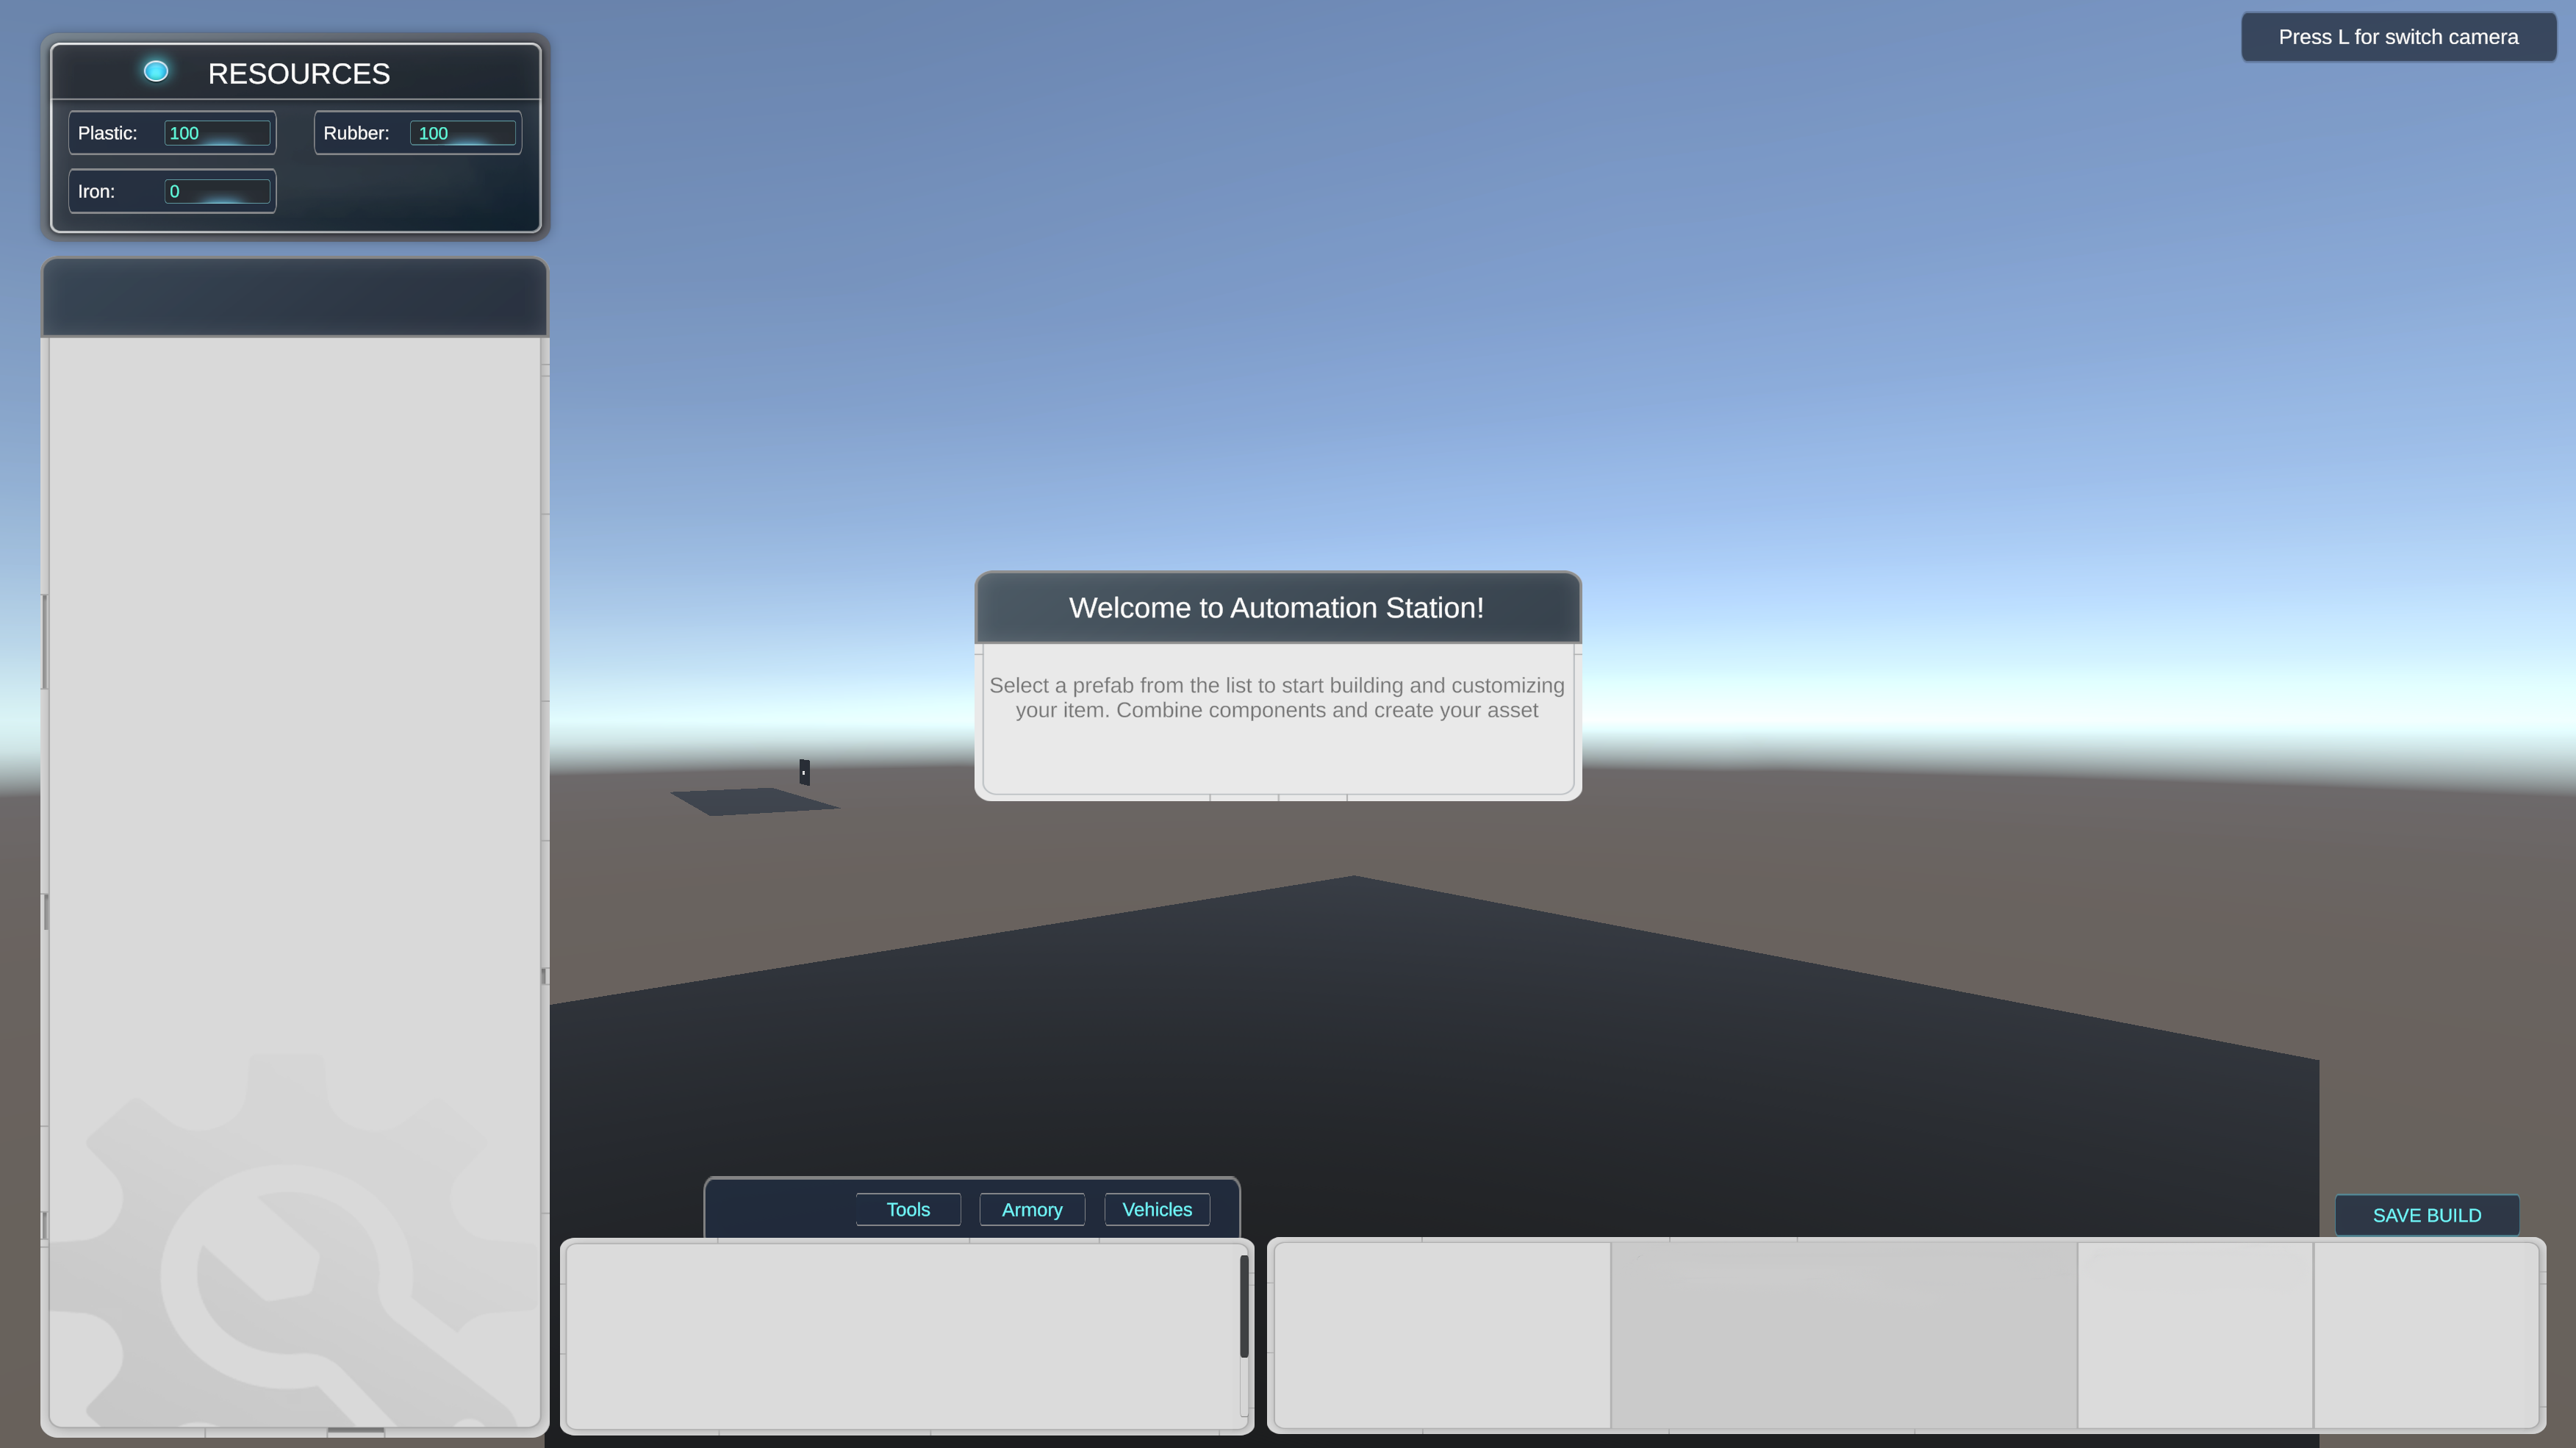 RESOURCES
Plastic: 100
Rubber: 100
Iron: 0
Press L for switch camera
Welcome to Automation Station!
Select a prefab from the list to start building and customizing
your item. Combine components and create your asset
Tools
Armory
Vehicles
SAVE BUILD